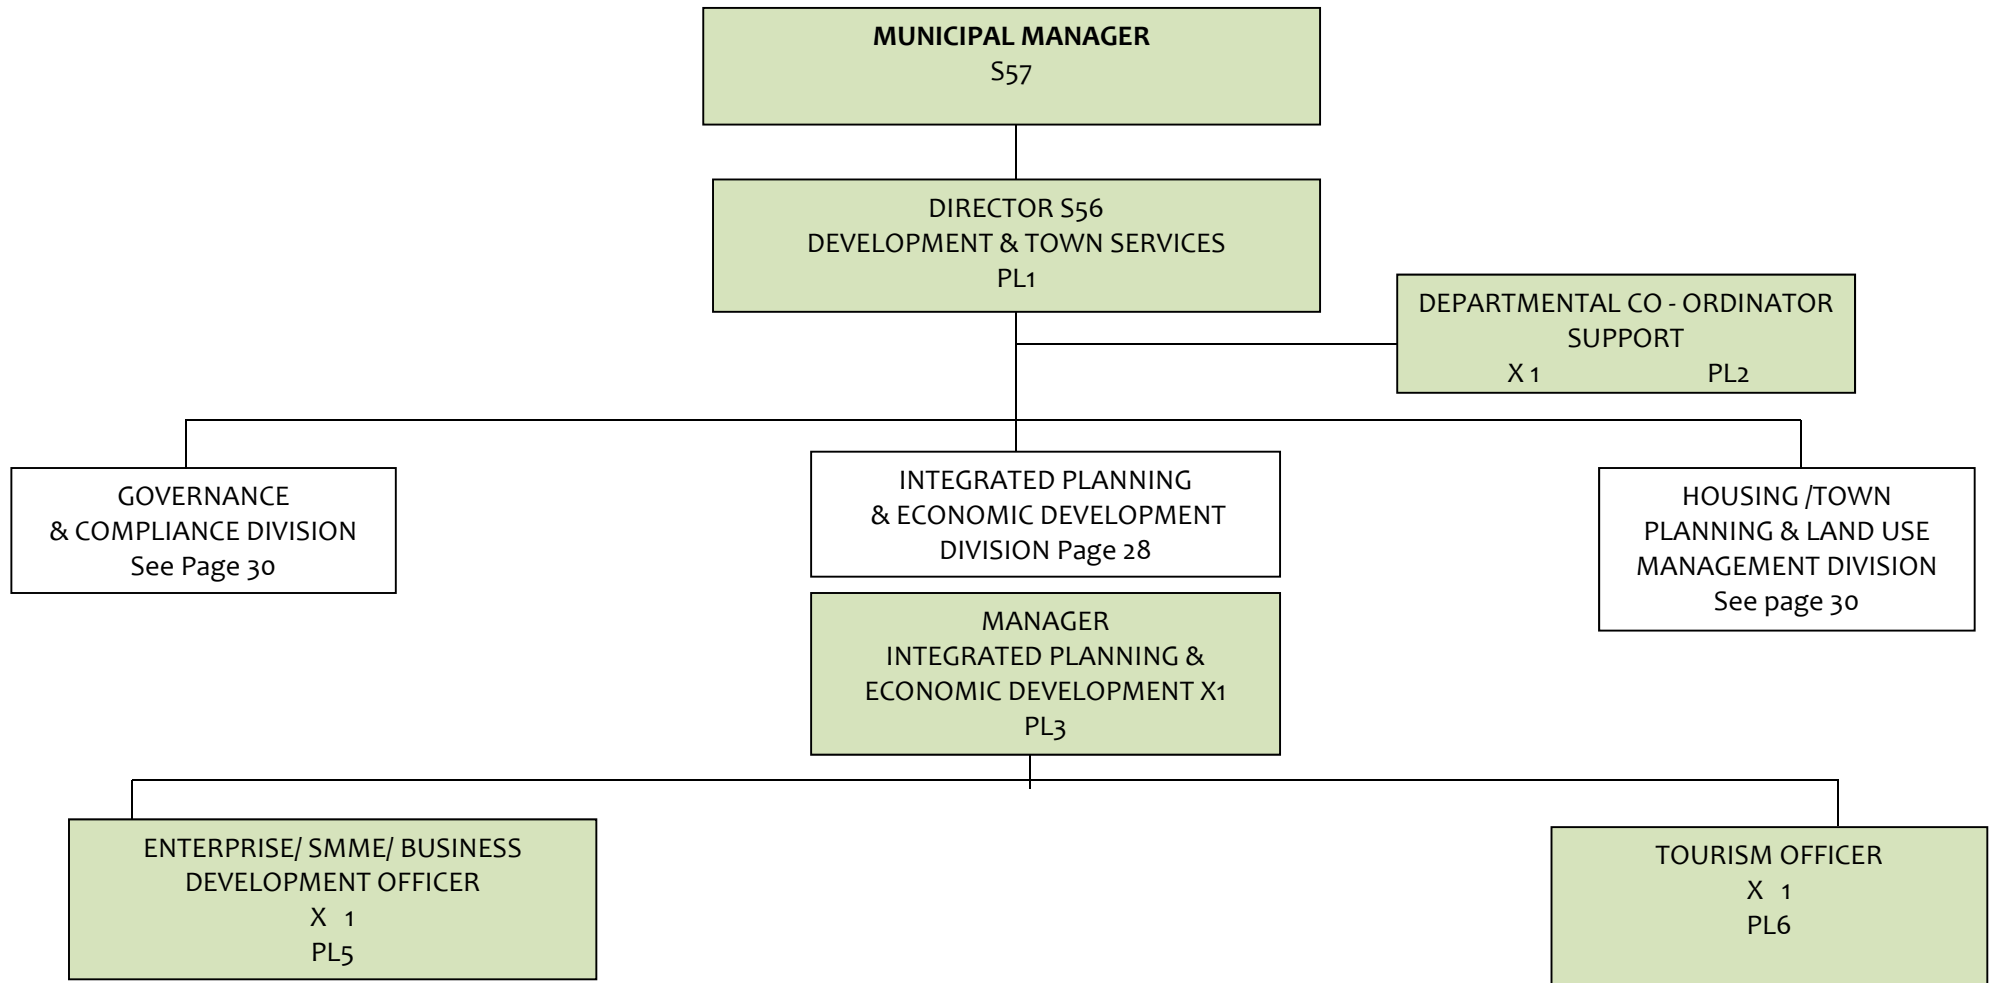 MUNICIPAL MANAGER
S57
DIRECTOR S56
DEVELOPMENT & TOWN SERVICES
PL1
DEPARTMENTAL CO - ORDINATOR
SUPPORT
X 1 PL2
GOVERNANCE
& COMPLIANCE DIVISION
See Page 30
INTEGRATED PLANNING
& ECONOMIC DEVELOPMENT
DIVISION Page 28
HOUSING /TOWN
PLANNING & LAND USE
MANAGEMENT DIVISION
See page 30
MANAGER
INTEGRATED PLANNING &
ECONOMIC DEVELOPMENT X1
PL3
ENTERPRISE/ SMME/ BUSINESS
DEVELOPMENT OFFICER
X 1
PL5
TOURISM OFFICER
X 1
PL6